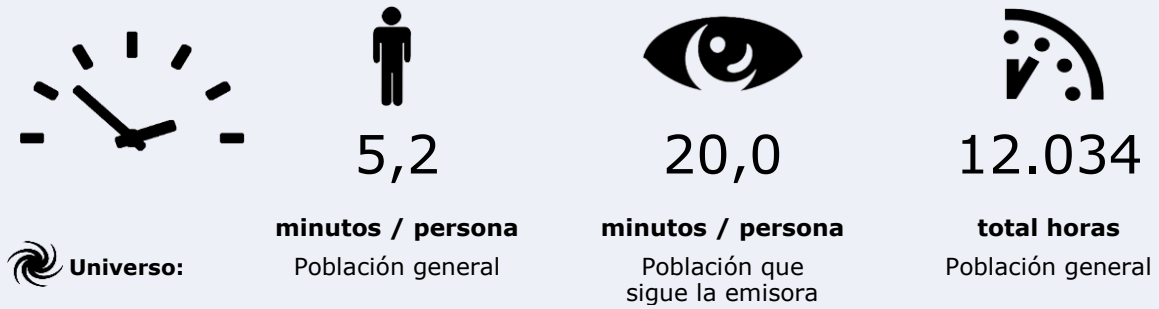 5,2
20,0
12.034
minutos / persona
minutos / persona
total horas
Universo:
Población general
Población que
sigue la emisora
Población general